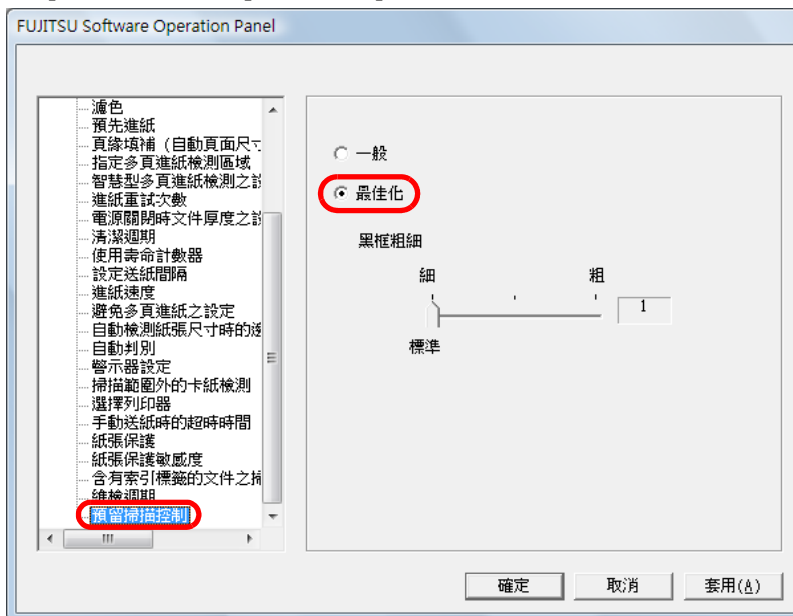 FUJITSU Software Operation Panel
濾色
預先進紙
頁緣填補（自動頁面尺寸
指定多頁進紙檢測區域
智慧型多頁進紙檢測之
進紙重試次數
電源關閉時文件厚度之
清潔週期
使用壽命計數器
設定送紙間隔
進紙速度
避免多頁進紙之設定
自動檢測紙張尺寸時的
自動判別
警示器設定
掃描範圍外的卡紙檢測
選擇列印器
手動送紙時的超時時間
紙張保護
紙張保護敏感度
含有索引標籤的文件之
維檢週期
預留掃描控制
一般
最佳化
黑框粗細
細 粗
1
標準
確定 取消 套用(A)